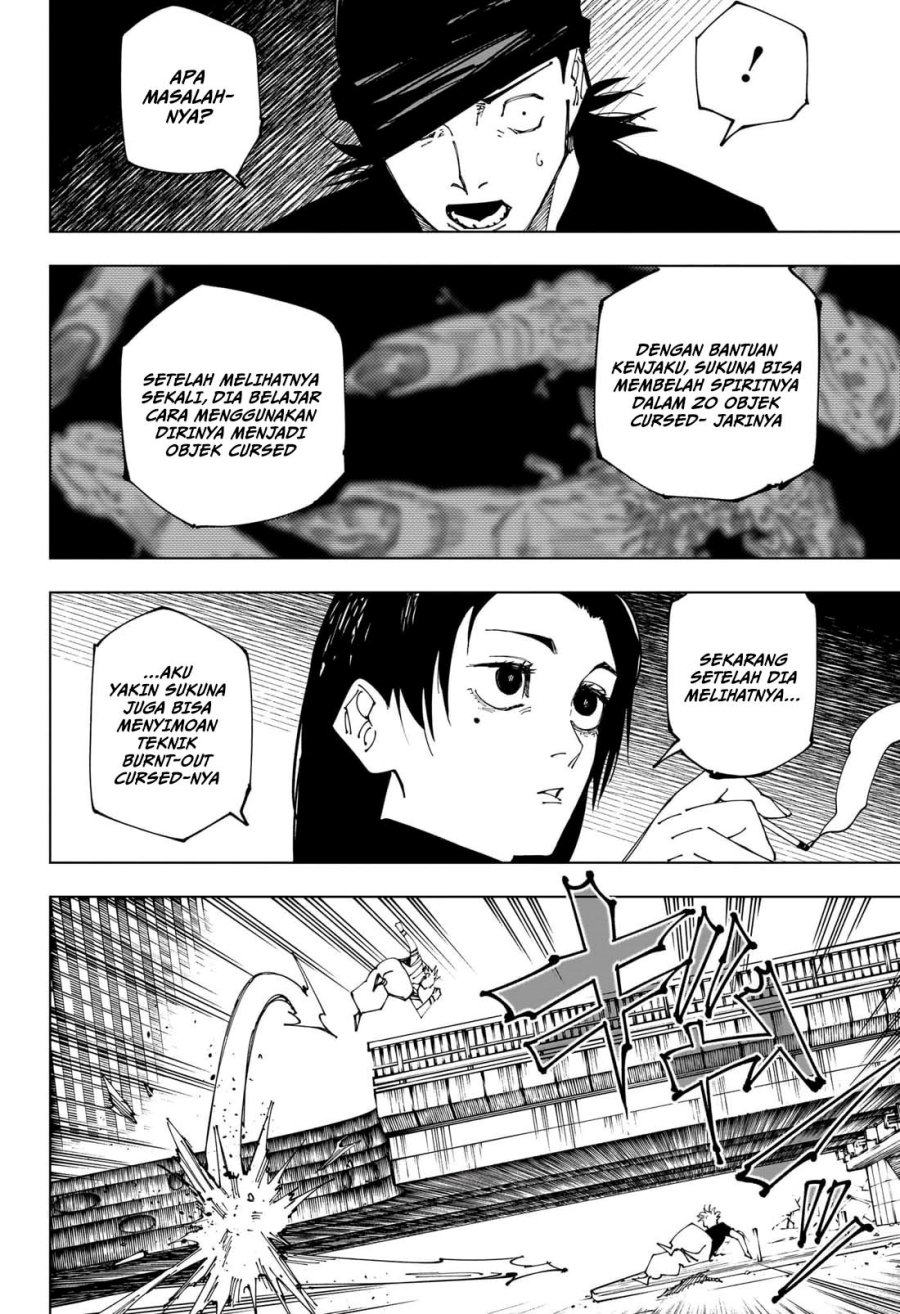 !
APA
MASALAH-
NYA?
DENGAN BANTUAN
KENJAKU, SUKUNA BISA
MEMBELAH SPIRITNYA
DALAM 20 OBJEK
CURSED- JARINYA
SETELAH MELIHATNYA
SEKALI, DIA BELAJAR
CARA MENGGUNAKAN
DIRINYA MENJADI
OBJEK CURSED
SEKARANG
SETELAH DIA
MELIHATNYA...
...AKU
YAKIN SUKUNA
JUGA BISA
MENYIMOAN
TEKNIK
BURNT-OUT
CURSED-NYA